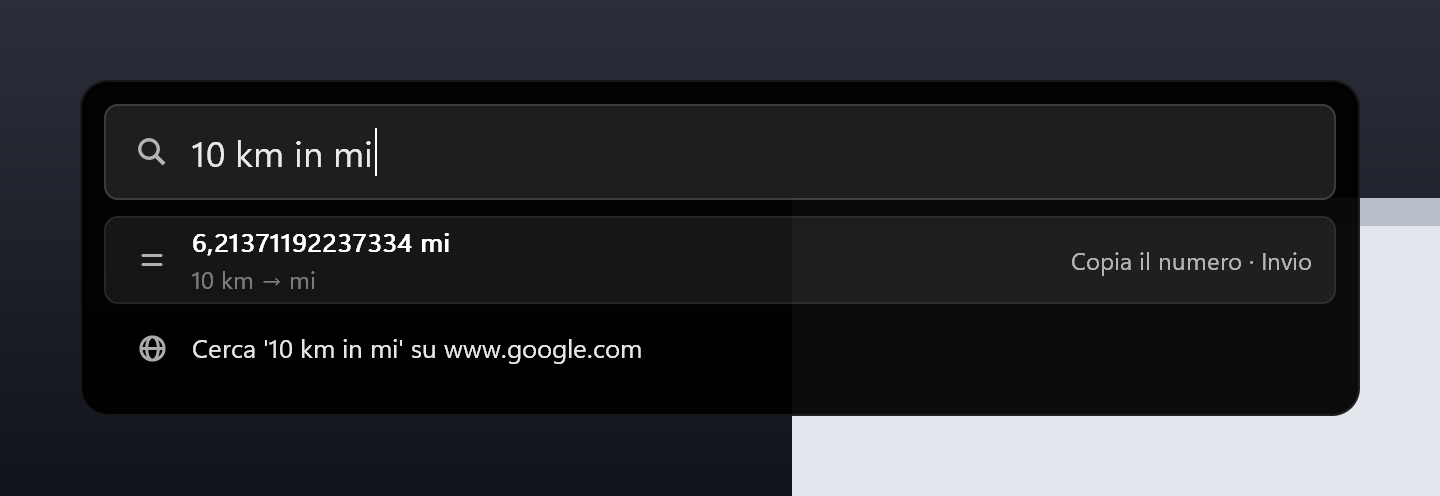 10 km in mi
6,21371192237334 mi
10 km → mi
Copia il numero · Invio
Cerca '10 km in mi' su www.google.com